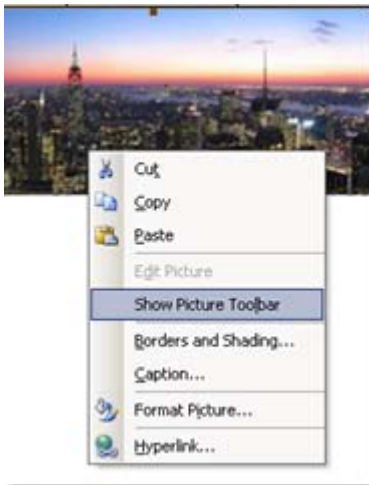 Cut
Copy
Paste
Edit Picture
Show Picture Toolbar
Borders and Shading...
Caption...
Format Picture...
Hyperlink...